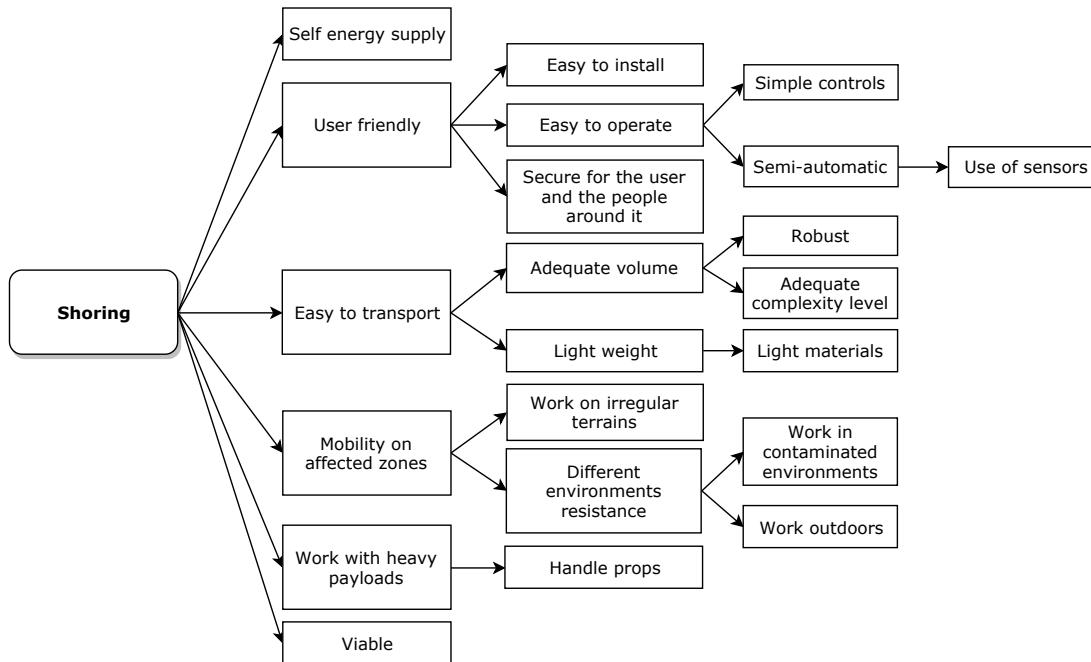 Self energy supply
User friendly
Easy to install
Easy to operate
Secure for the user
and the people
around it
Simple controls
Semi-automatic
Use of sensors
Shoring
Easy to transport
Adequate volume
Light weight
Robust
Adequate
complexity level
Light materials
Mobility on
affected zones
Work on irregular
terrains
Different
environments
resistance
Work in
contaminated
environments
Work outdoors
Work with heavy
payloads
Handle props
Viable